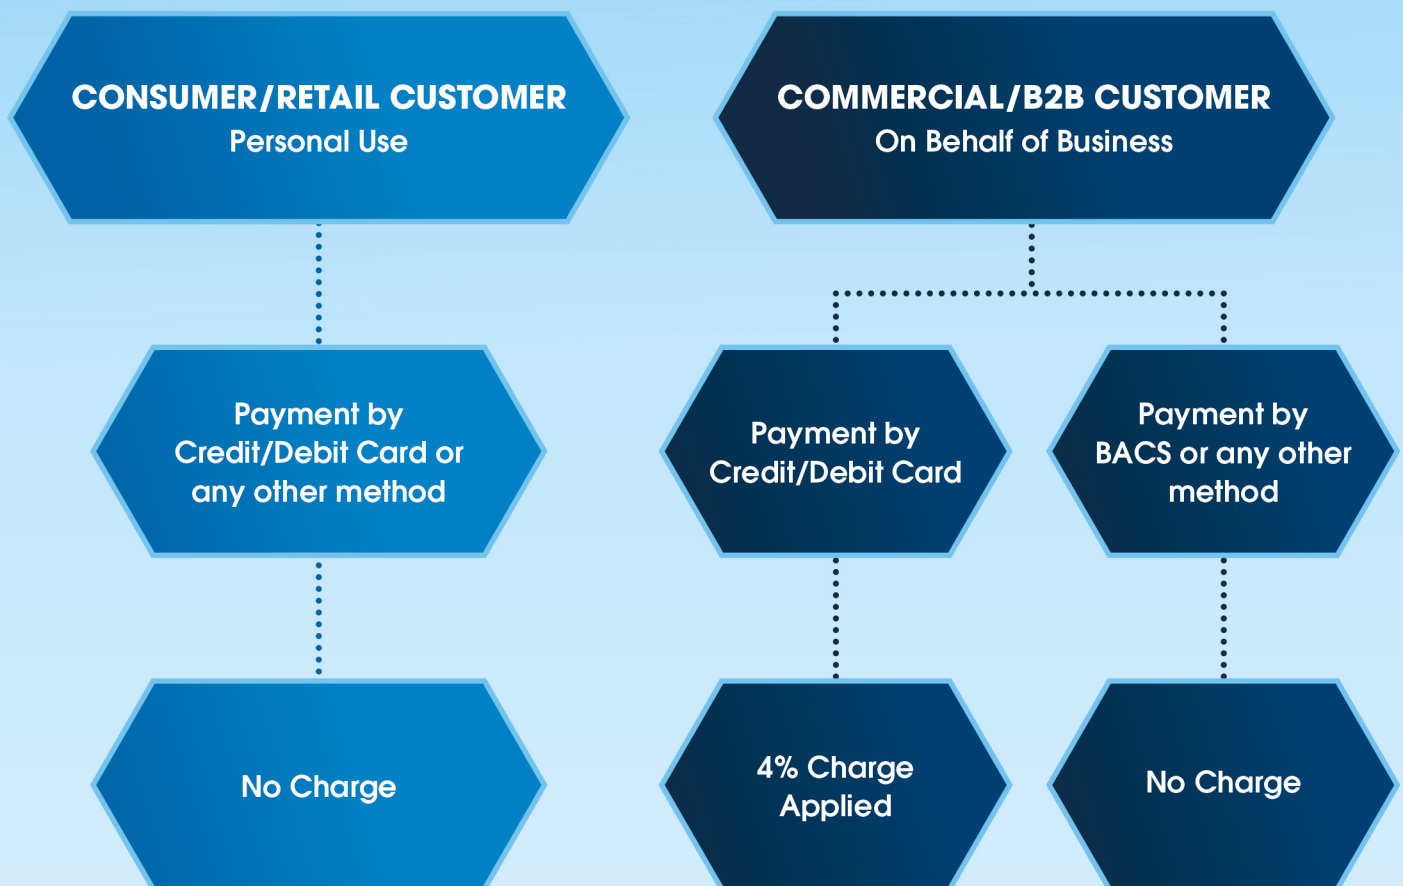 CONSUMER/RETAIL CUSTOMER
Personal Use
COMMERCIAL/B2B CUSTOMER
On Behalf of Business
Payment by
Credit/Debit Card or
any other method
Payment by
Credit/Debit Card
Payment by
BACS or any other
method
No Charge
4% Charge
Applied
No Charge